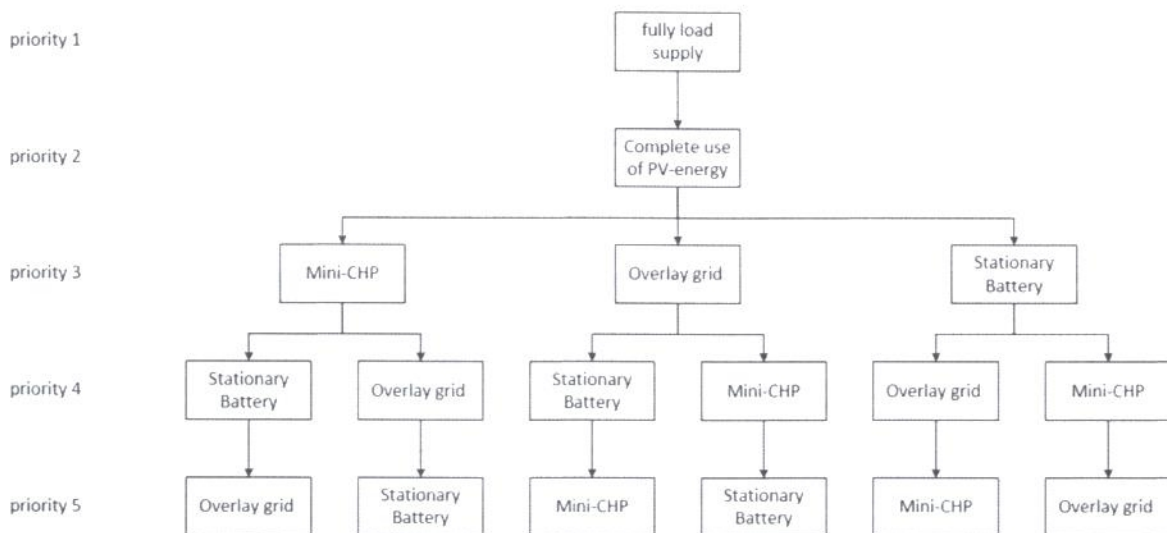 priority 1
fully load
supply
priority 2
Complete use
of PV-energy
priority 3
Mini-CHP
Overlay grid
Stationary
Battery
priority 4
Stationary
Battery
Overlay grid
Stationary
Battery
Mini-CHP
Overlay grid
Mini-CHP
priority 5
Overlay grid
Stationary
Battery
Mini-CHP
Stationary
Battery
Mini-CHP
Overlay grid